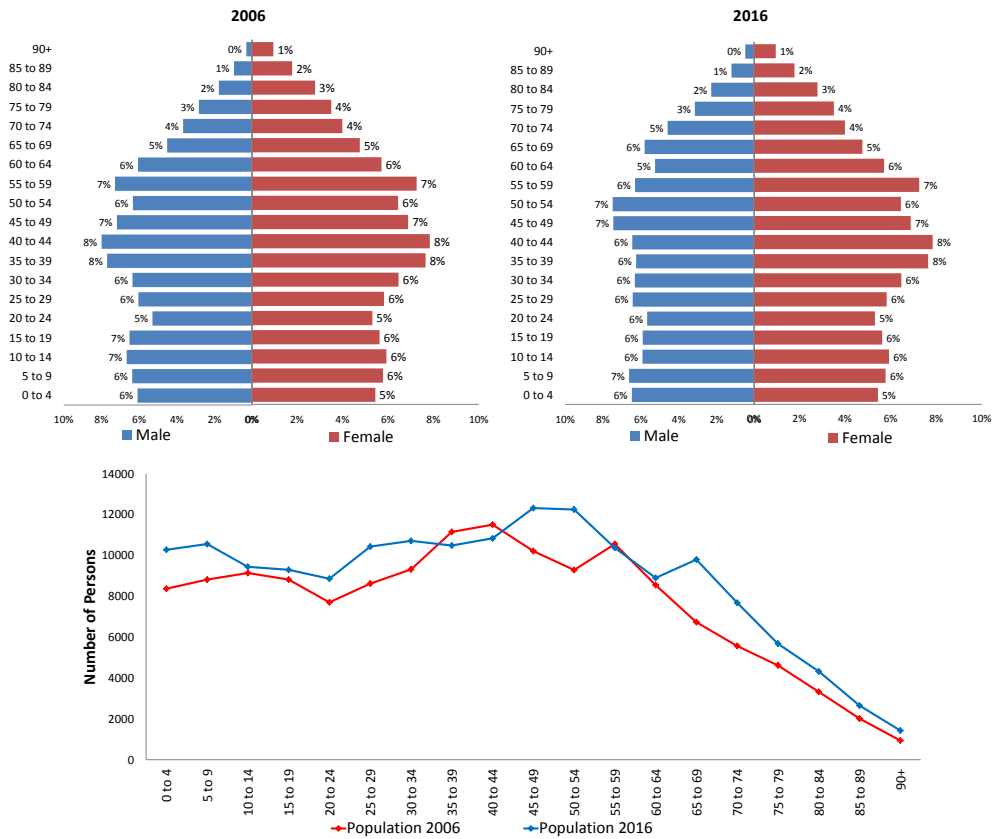 2006
90+ 0% 1%
85 to 89 1% 2%
80 to 84 2% 3%
75 to 79 3% 4%
70 to 74 4% 4%
65 to 69 5% 5%
60 to 64 6% 6%
55 to 59 7% 7%
50 to 54 6% 6%
45 to 49 7% 7%
40 to 44 8% 8%
35 to 39 8% 8%
30 to 34 6% 6%
25 to 29 6% 6%
20 to 24 5% 5%
15 to 19 7% 6%
10 to 14 7% 6%
5 to 9 6% 6%
0 to 4 6% 5%
10% 8% 6% 4% 2% 0% 0% 2% 4% 6% 8% 10%
Male Female
2016
90+ 0% 1%
85 to 89 1% 2%
80 to 84 2% 3%
75 to 79 3% 4%
70 to 74 5% 4%
65 to 69 6% 5%
60 to 64 5% 6%
55 to 59 6% 7%
50 to 54 7% 6%
45 to 49 7% 7%
40 to 44 6% 8%
35 to 39 6% 8%
30 to 34 6% 6%
25 to 29 6% 6%
20 to 24 6% 5%
15 to 19 6% 6%
10 to 14 6% 6%
5 to 9 7% 6%
0 to 4 6% 5%
10% 8% 6% 4% 2% 0% 0% 2% 4% 6% 8% 10%
Male Female
Number of Persons
14000
12000
10000
8000
6000
4000
2000
0
0 to 4 5 to 9 10 to 14 15 to 19 20 to 24 25 to 29 30 to 34 35 to 39 40 to 44 45 to 49 50 to 54 55 to 59 60 to 64 65 to 69 70 to 74 75 to 79 80 to 84 85 to 89 90+
Population 2006 Population 2016